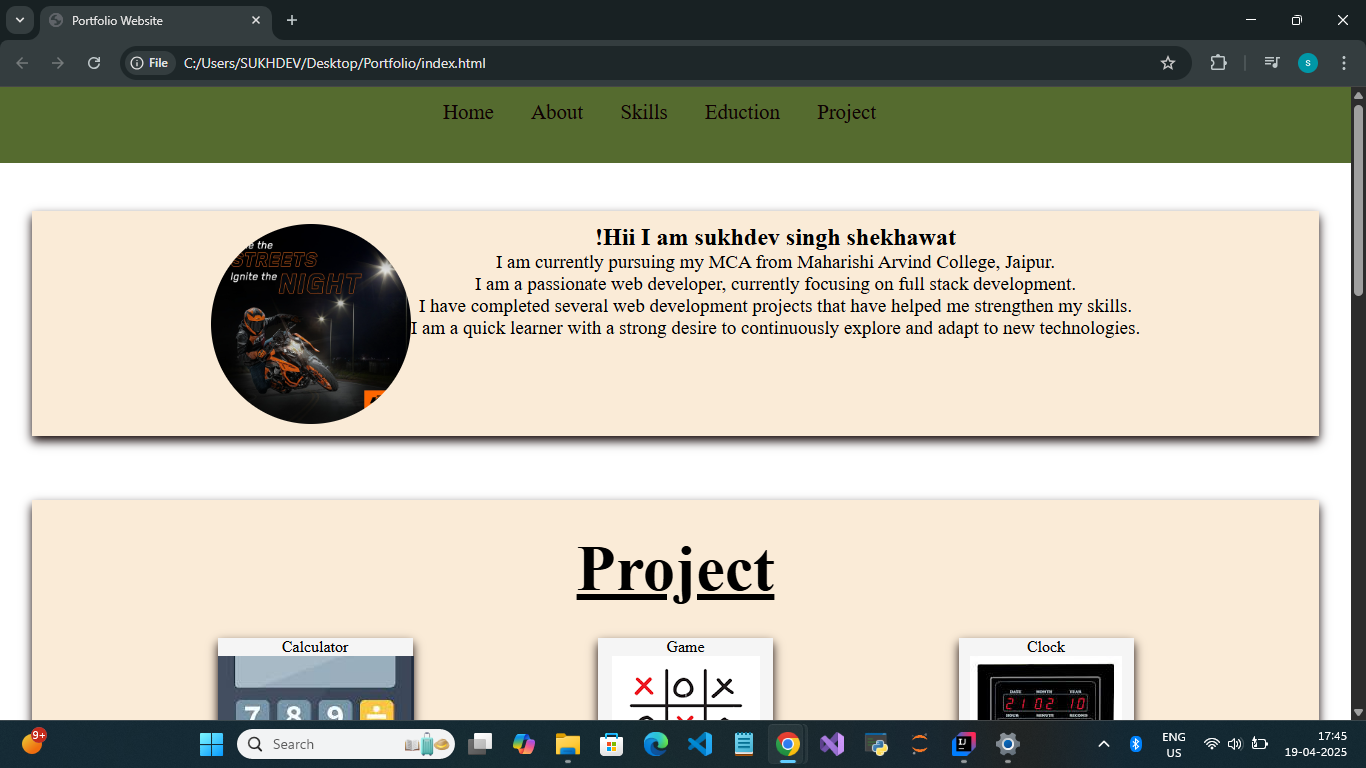 Portfolio Website
File C:/Users/SUKHDEV/Desktop/Portfolio/index.html
s
Home About Skills Eduction Project
the
STREETS
Ignite the
NIGHT
!Hii I am sukhdev singh shekhawat
I am currently pursuing my MCA from Maharishi Arvind College, Jaipur.
I am a passionate web developer, currently focusing on full stack development.
I have completed several web development projects that have helped me strengthen my skills.
I am a quick learner with a strong desire to continuously explore and adapt to new technologies.
Project
Calculator Game Clock
7 8 9 ÷
X O X
DATE MONTH YEAR
21 02 10
HOUR MINUTE SECOND
9+
Search
ENG
US
17:45
19-04-2025